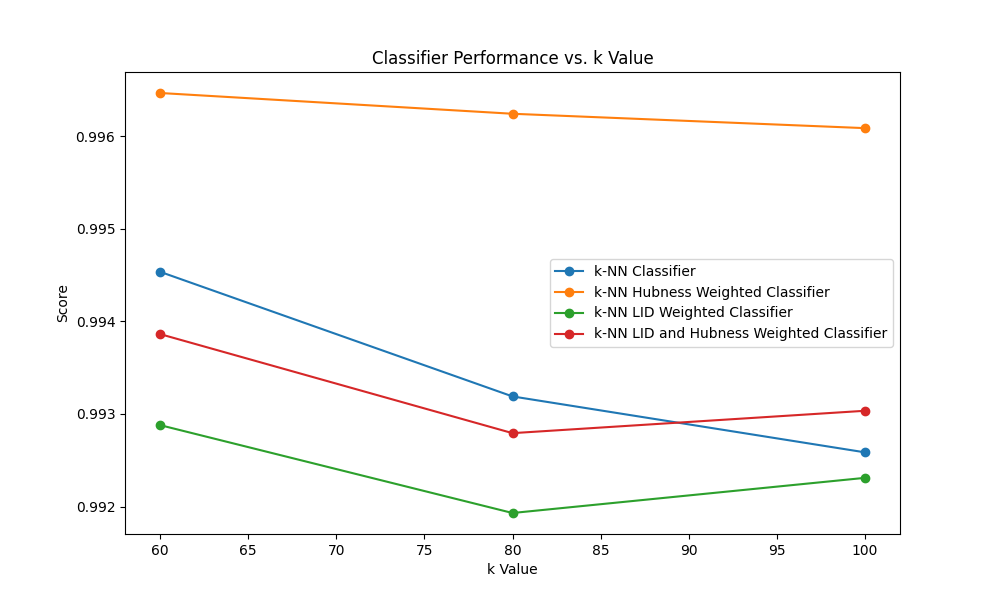 Classifier Performance vs. k Value
Score
0.996
0.995
0.994
0.993
0.992
k-NN Classifier
k-NN Hubness Weighted Classifier
k-NN LID Weighted Classifier
k-NN LID and Hubness Weighted Classifier
60 65 70 75 80 85 90 95 100
k Value